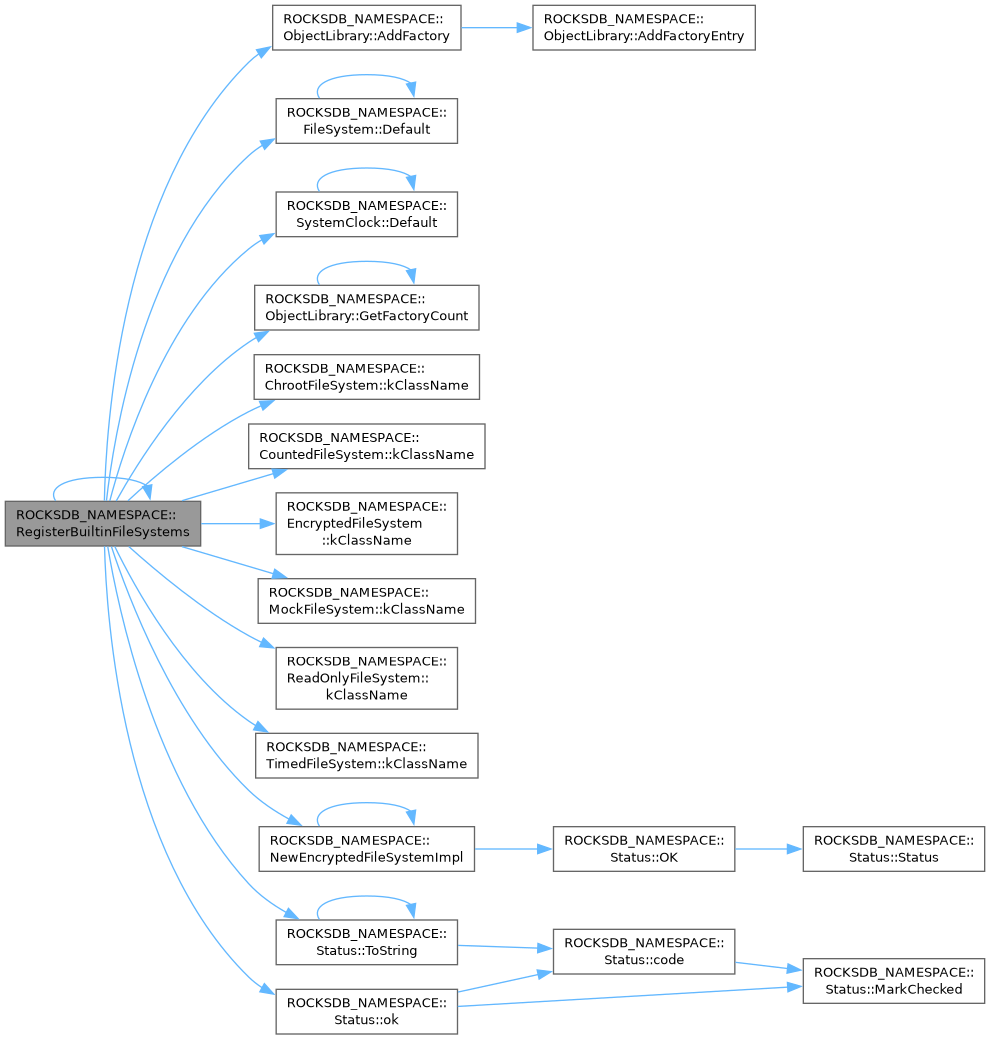 ROCKSDB_NAMESPACE::
ObjectLibrary::AddFactory
ROCKSDB_NAMESPACE::
ObjectLibrary::AddFactoryEntry
ROCKSDB_NAMESPACE::
FileSystem::Default
ROCKSDB_NAMESPACE::
SystemClock::Default
ROCKSDB_NAMESPACE::
ObjectLibrary::GetFactoryCount
ROCKSDB_NAMESPACE::
ChrootFileSystem::kClassName
ROCKSDB_NAMESPACE::
CountedFileSystem::kClassName
ROCKSDB_NAMESPACE::
RegisterBuiltinFileSystems
ROCKSDB_NAMESPACE::
EncryptedFileSystem
::kClassName
ROCKSDB_NAMESPACE::
MockFileSystem::kClassName
ROCKSDB_NAMESPACE::
ReadOnlyFileSystem::
kClassName
ROCKSDB_NAMESPACE::
TimedFileSystem::kClassName
ROCKSDB_NAMESPACE::
NewEncryptedFileSystemImpl
ROCKSDB_NAMESPACE::
Status::OK
ROCKSDB_NAMESPACE::
Status::Status
ROCKSDB_NAMESPACE::
Status::ToString
ROCKSDB_NAMESPACE::
Status::code
ROCKSDB_NAMESPACE::
Status::MarkChecked
ROCKSDB_NAMESPACE::
Status::ok